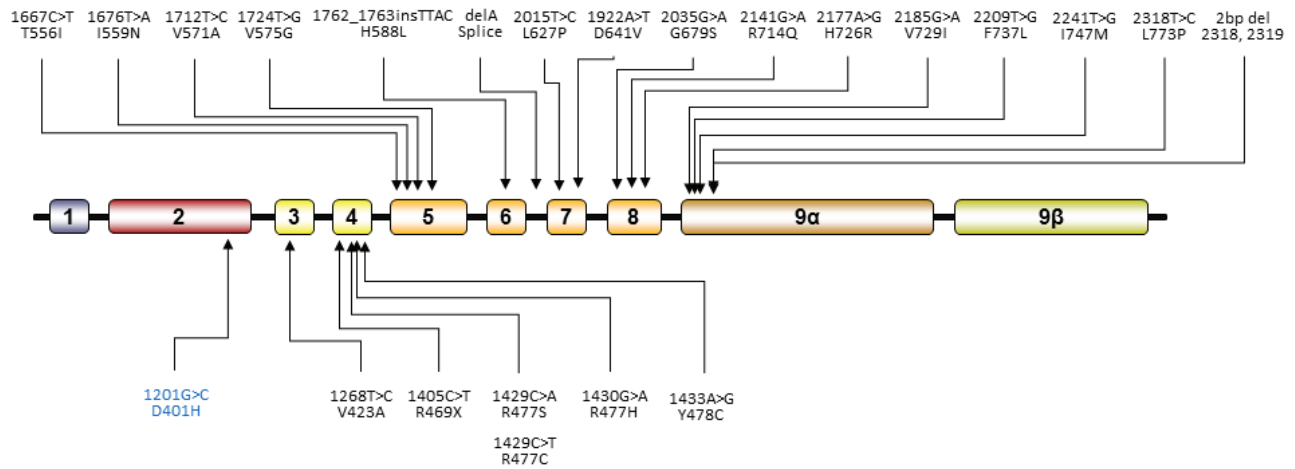 1667C>T
T556I
1676T>A
I559N
1712T>C
V571A
1724T>G
V575G
1762_1763insTTAC
H588L
delA
Splice
2015T>C
L627P
1922A>T
D641V
2035G>A
G679S
2141G>A
R714Q
2177A>G
H726R
2185G>A
V729I
2209T>G
F737L
2241T>G
I747M
2318T>C
L773P
2bp del
2318, 2319
1
2
3
4
5
6
7
8
9α
9β
1201G>C
D401H
1268T>C
V423A
1405C>T
R469X
1429C>A
R477S
1429C>T
R477C
1430G>A
R477H
1433A>G
Y478C